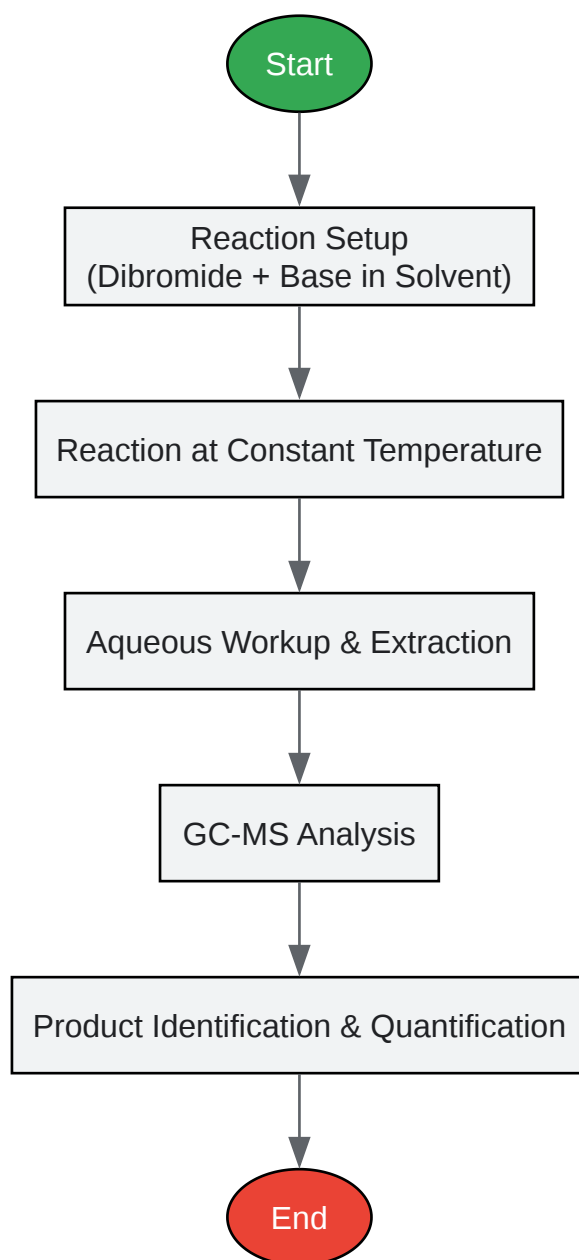 Start
Reaction Setup
(Dibromide + Base in Solvent)
Reaction at Constant Temperature
Aqueous Workup & Extraction
GC-MS Analysis
Product Identification & Quantification
End